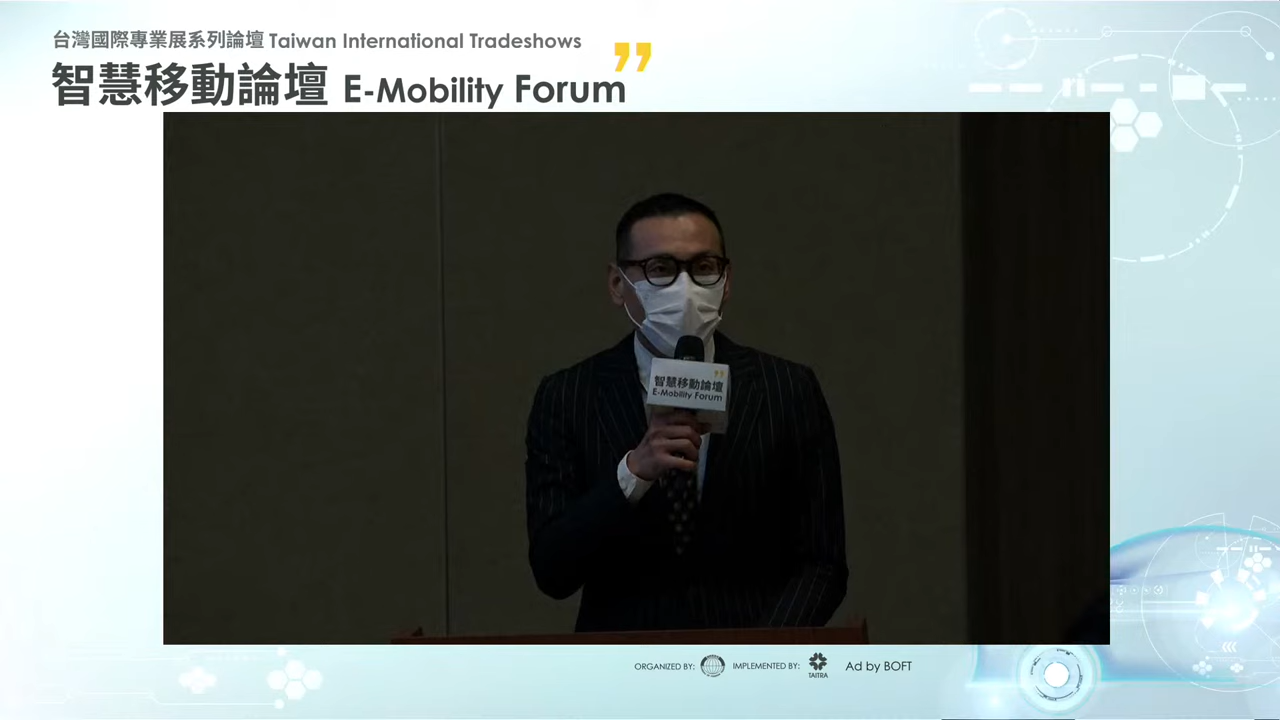 台灣國際專業展系列論壇 Taiwan International Tradeshows
智慧移動論壇 E-Mobility Forum
智慧移動論壇
E-Mobility Forum
ORGANIZED BY: IMPLEMENTED BY: TAITRA Ad by BOFT